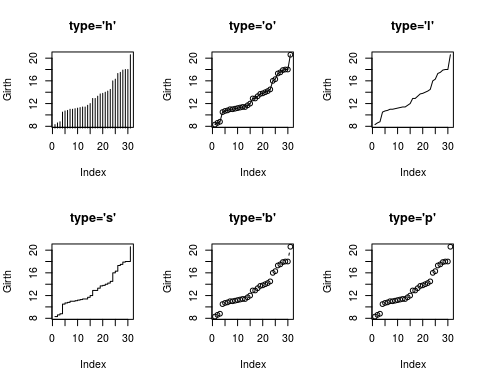 type='h' type='o' type='l'
Girth 8 12 16 20 Girth 8 12 16 20 Girth 8 12 16 20
0 10 20 30 0 10 20 30 0 10 20 30
Index Index Index
type='s' type='b' type='p'
Girth 8 12 16 20 Girth 8 12 16 20 Girth 8 12 16 20
0 10 20 30 0 10 20 30 0 10 20 30
Index Index Index